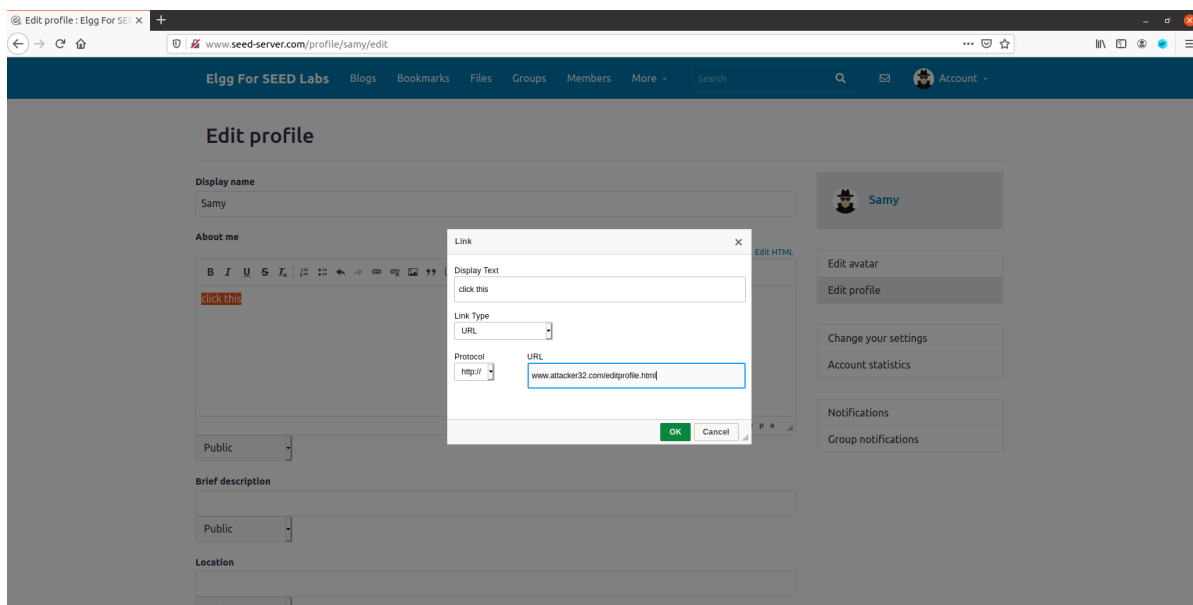 Edit profile : Elgg For SE
www.seed-server.com/profile/samy/edit
Elgg For SEED Labs Blogs Bookmarks Files Groups Members More Search Account
Edit profile
Display name
Samy
Samy
About me
Edit HTML
B I U S Tx
click this
Link
Display Text
click this
Link Type
URL
Protocol URL
http:// www.attacker32.com/editprofile.html
OK Cancel
p a
Public
Brief description
Public
Location
Edit avatar
Edit profile
Change your settings
Account statistics
Notifications
Group notifications